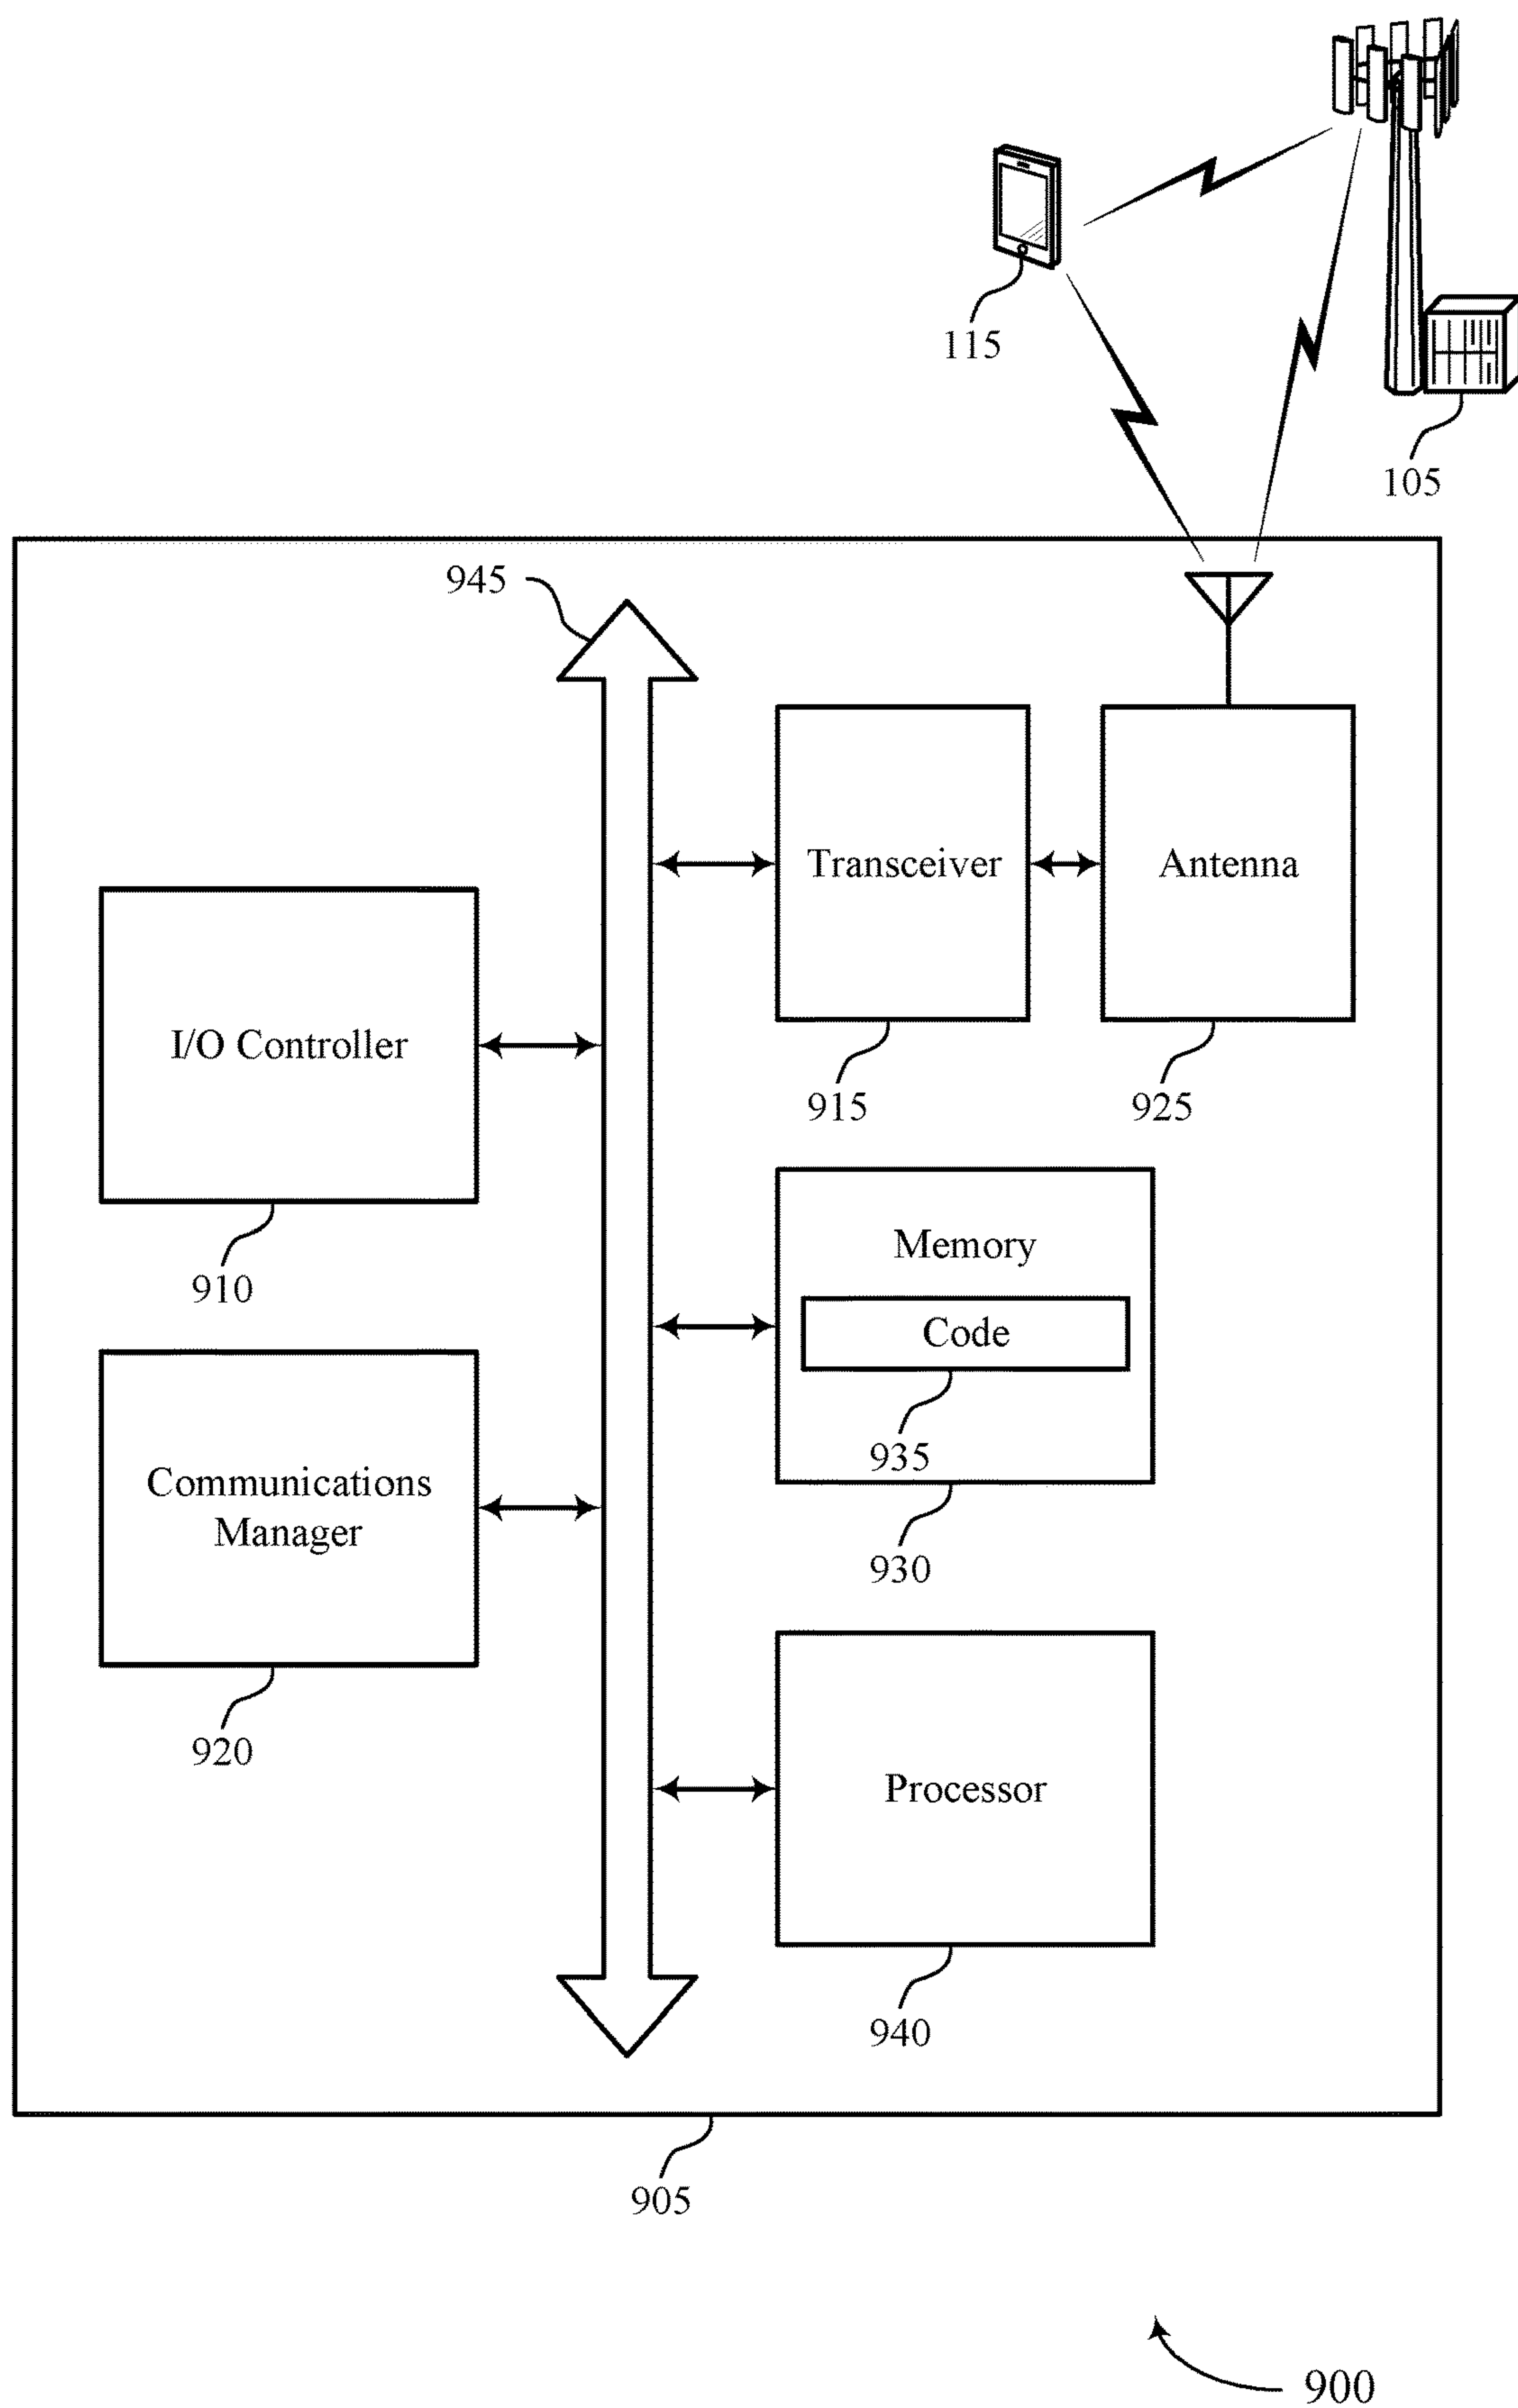 115
105
945
Transceiver
Antenna
I/O Controller
915
925
910
Memory
Code
935
Communications
Manager
930
920
Processor
940
905
900